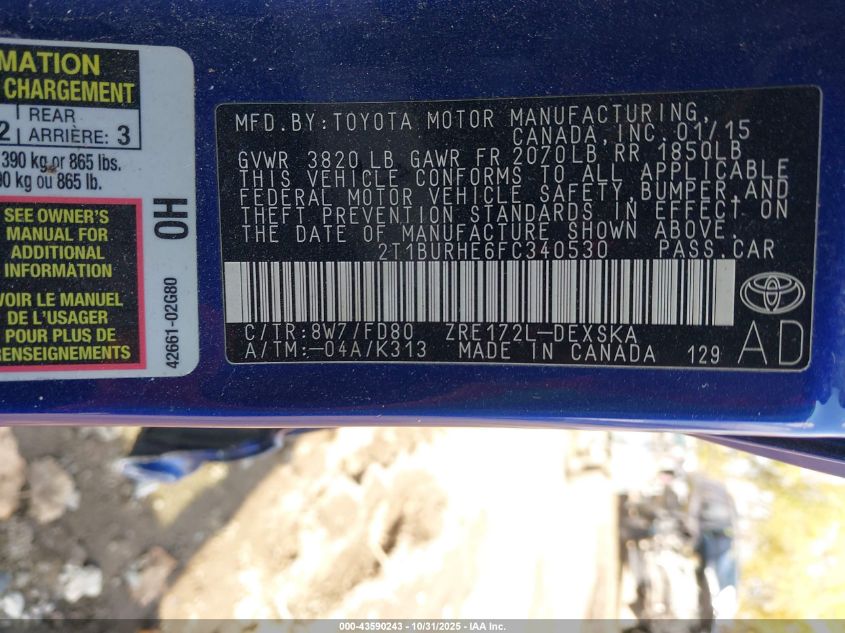 MATION
CHARGEMENT
2 REAR
ARRIÈRE: 3
390 kg or 865 lbs.
90 kg ou 865 lb.
SEE OWNER'S
MANUAL FOR
ADDITIONAL
INFORMATION
VOIR LE MANUEL
DE L'USAGER
POUR PLUS DE
RENSEIGNEMENTS
42661-02G80
OH
MFD.BY:TOYOTA MOTOR MANUFACTURING,
CANADA,INC.01/15
GVWR 3820 LB GAWR FR 2070LB RR 1850LB
THIS VEHICLE CONFORMS TO ALL APPLICABLE
FEDERAL MOTOR VEHICLE SAFETY,BUMPER,AND
THEFT PREVENTION STANDARDS IN EFFECT ON
THE DATE OF MANUFACTURE SHOWN ABOVE.
2T1BURHE6FC340530 PASS.CAR
C/TR:8W7/FD80 ZRE172L-DEXSKA
A/TM:-04A/K313 MADE IN CANADA 129
AD
000-43590243 - 10/31/2025 - IAA Inc.